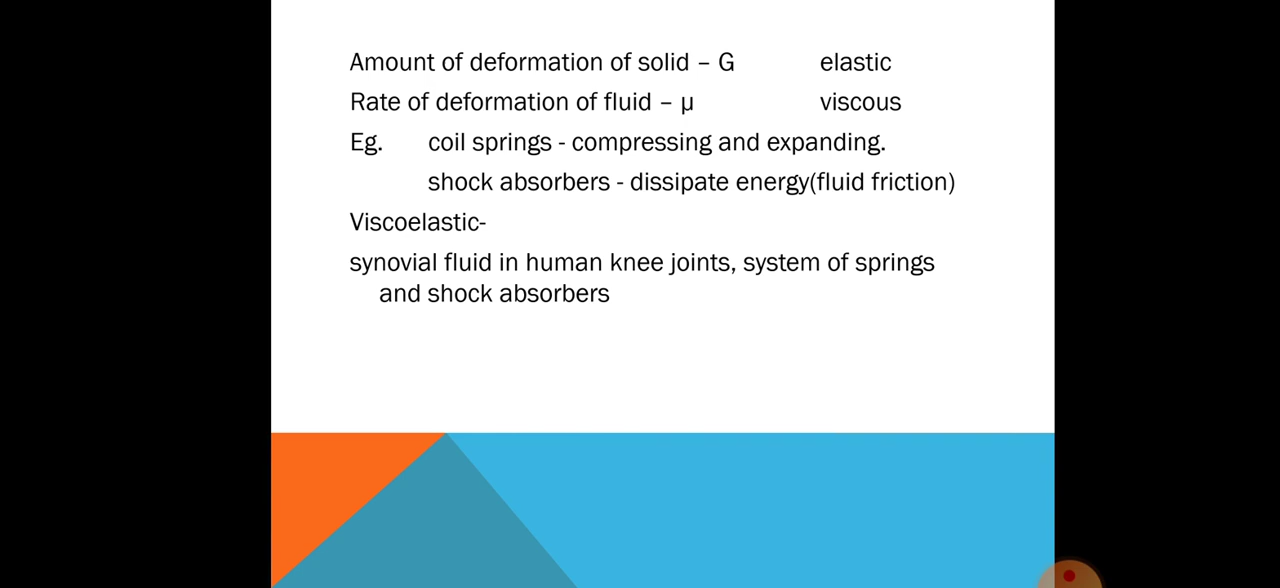 Amount of deformation of solid – G elastic
Rate of deformation of fluid – µ viscous
Eg. coil springs - compressing and expanding.
shock absorbers - dissipate energy(fluid friction)
Viscoelastic-
synovial fluid in human knee joints, system of springs
and shock absorbers